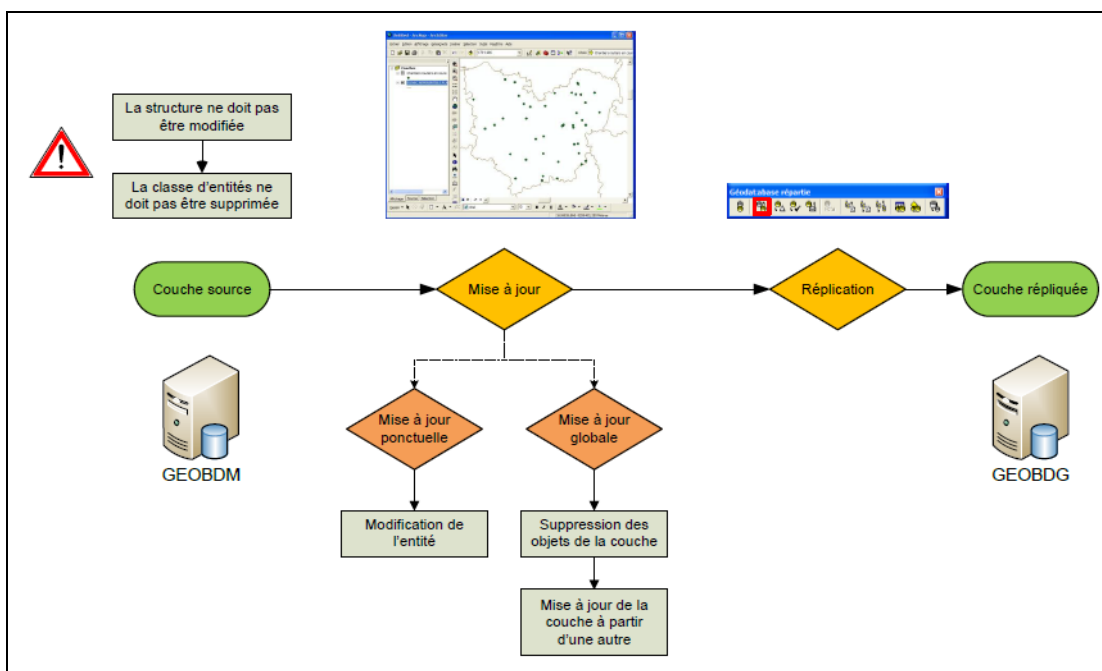 La structure ne doit pas
être modifiée
La classe d'entités ne
doit pas être supprimée
Géodatabase répartie
Couche source
Mise à jour
Réplication
Couche répliquée
GEOBDM
GEOBDG
Mise à jour
ponctuelle
Mise à jour
globale
Modification de
l'entité
Suppression des
objets de la couche
Mise à jour de la
couche à partir
d'une autre